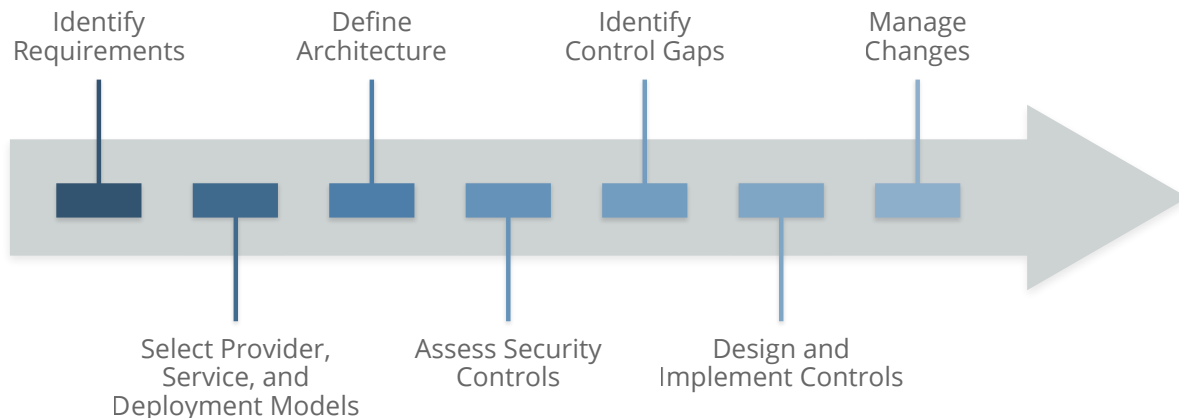 Identify
Requirements
Define
Architecture
Identify
Control Gaps
Manage
Changes
Select Provider,
Service, and
Deployment Models
Assess Security
Controls
Design and
Implement Controls